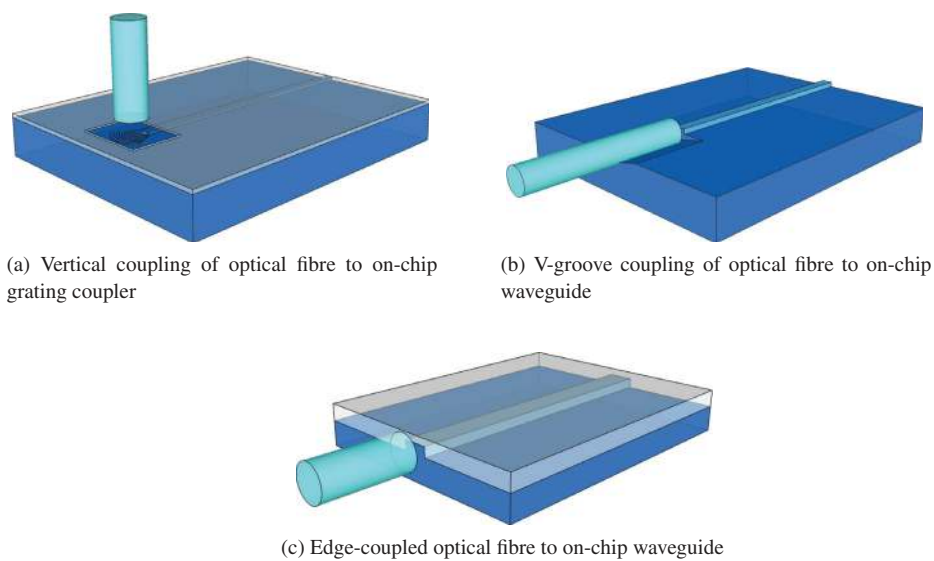 (a) Vertical coupling of optical fibre to on-chip
grating coupler
(b) V-groove coupling of optical fibre to on-chip
waveguide
(c) Edge-coupled optical fibre to on-chip waveguide